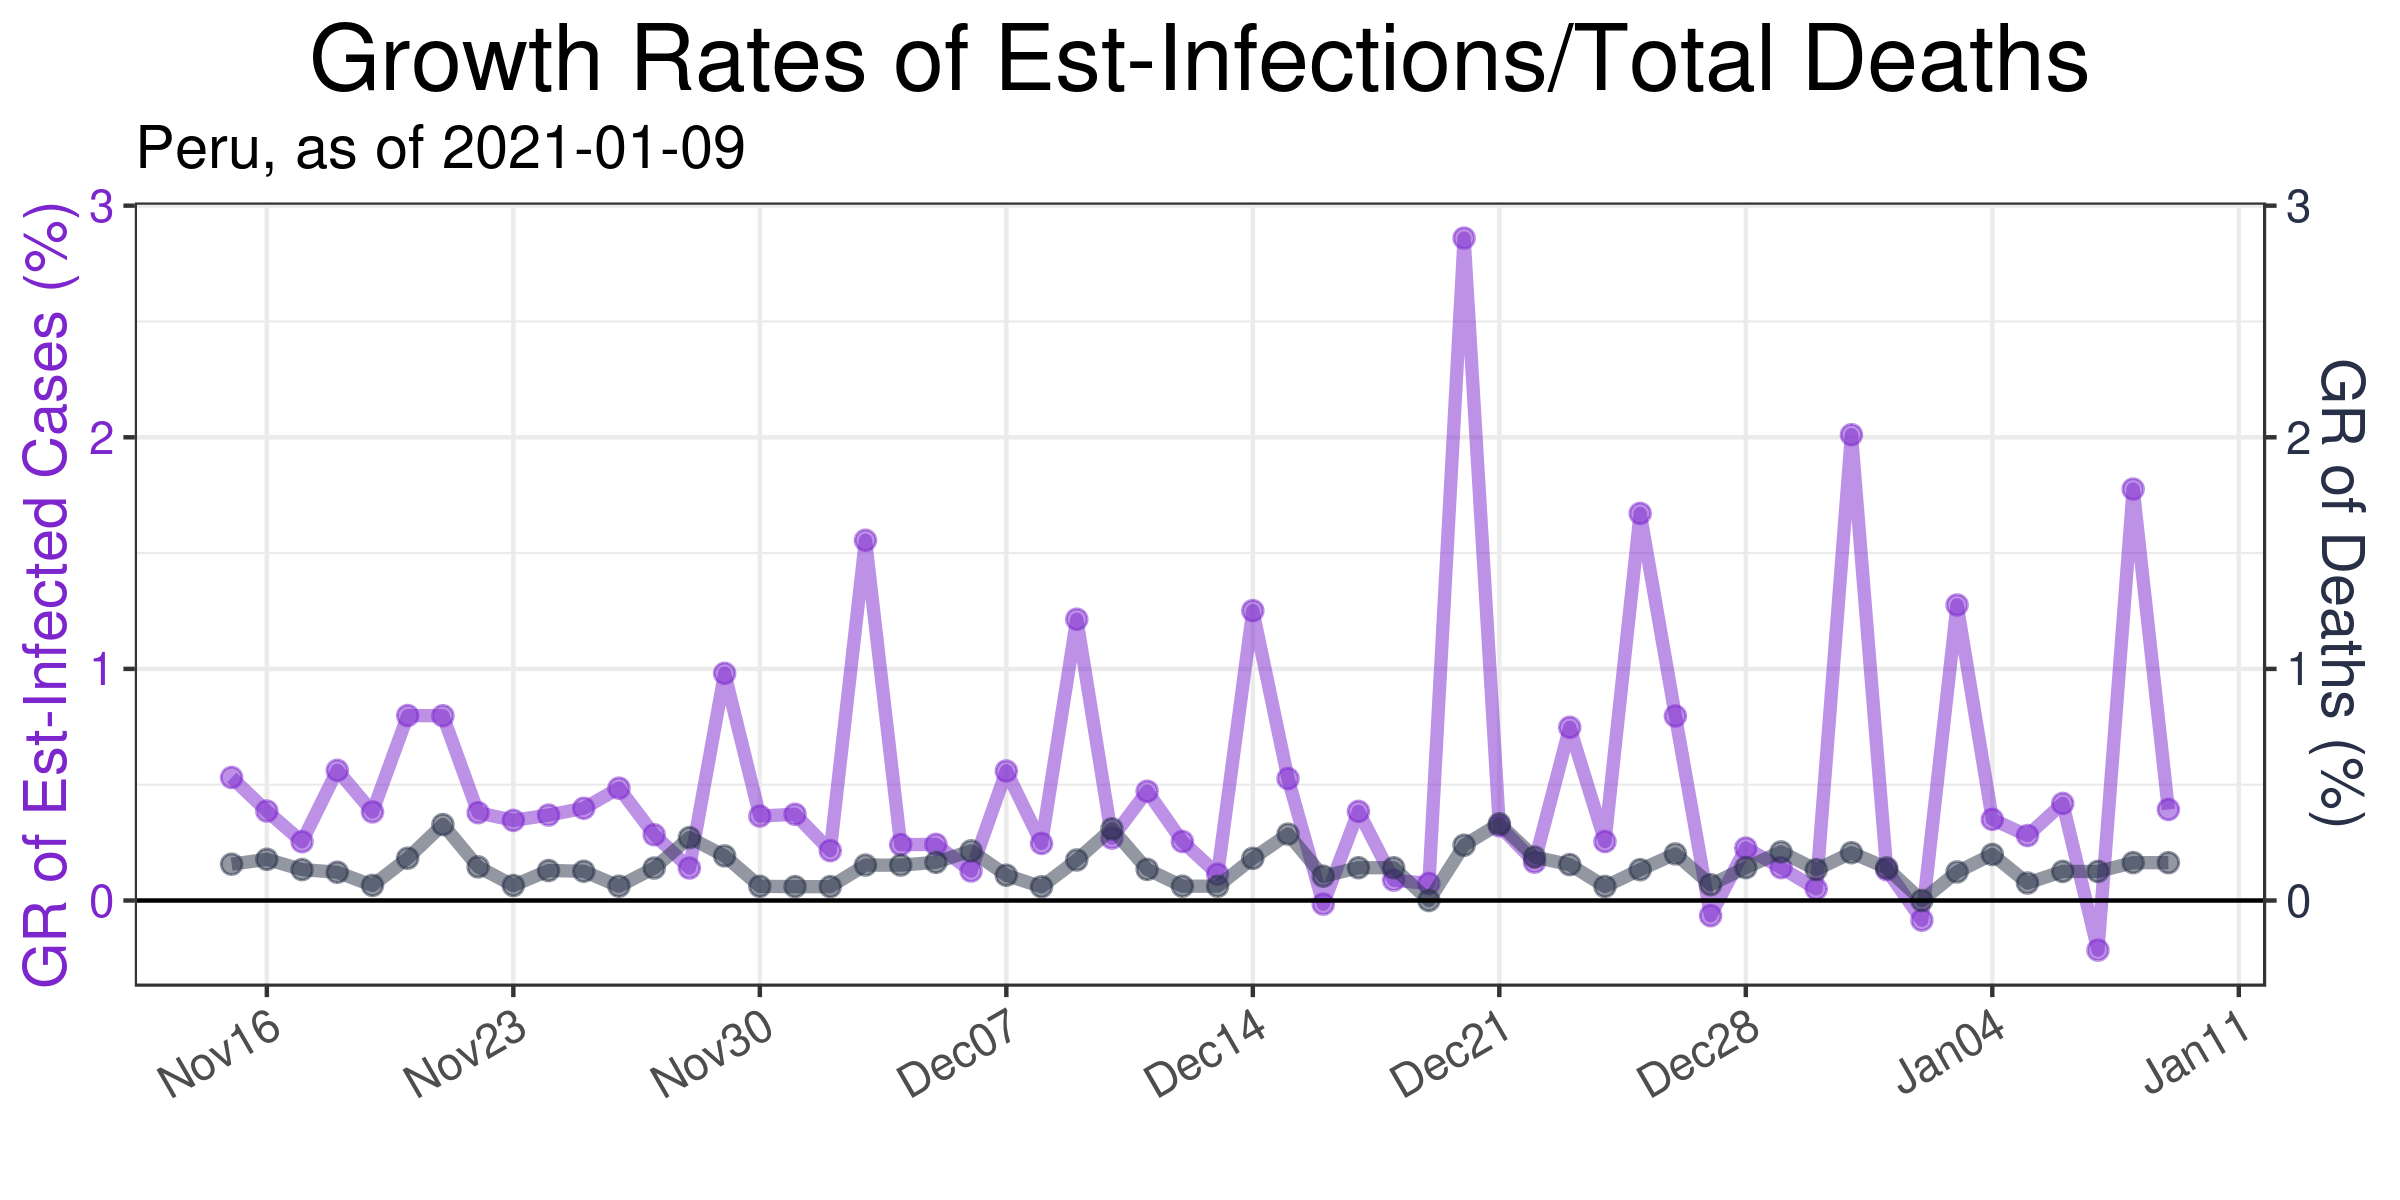 Growth Rates of Est-Infections/Total Deaths
Peru, as of 2021-01-09
GR of Est-Infected Cases (%)
3
2
1
0
3
2
1
0
GR of Deaths (%)
Nov16
Nov23
Nov30
Dec07
Dec14
Dec21
Dec28
Jan04
Jan11